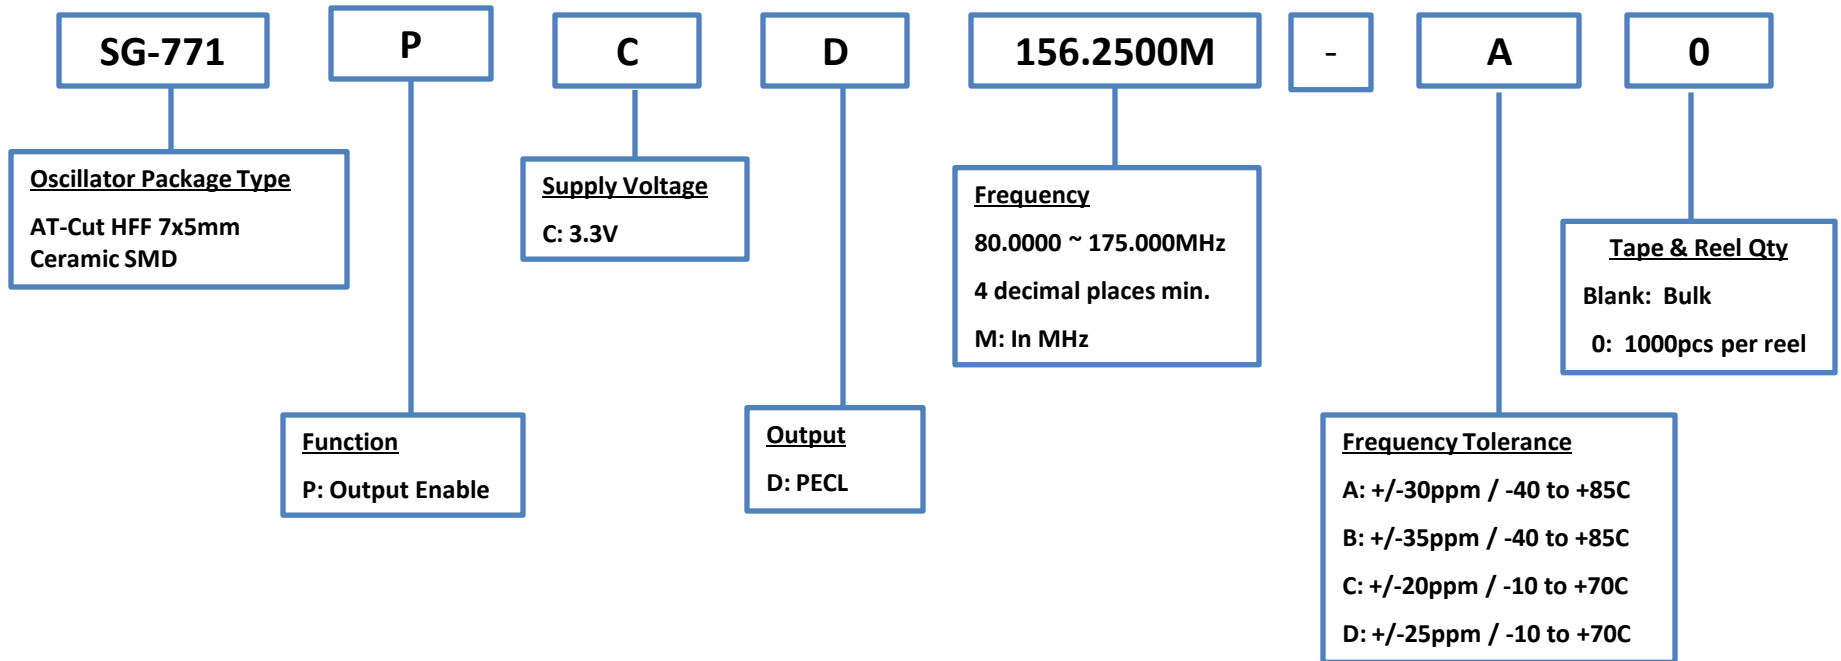 SG-771
P
C
D
156.2500M
-
A
0
Oscillator Package Type
AT-Cut HFF 7x5mm
Ceramic SMD
Function
P: Output Enable
Supply Voltage
C: 3.3V
Output
D: PECL
Frequency
80.0000 ~ 175.000MHz
4 decimal places min.
M: In MHz
Frequency Tolerance
A: +/-30ppm / -40 to +85C
B: +/-35ppm / -40 to +85C
C: +/-20ppm / -10 to +70C
D: +/-25ppm / -10 to +70C
Tape & Reel Qty
Blank: Bulk
0: 1000pcs per reel